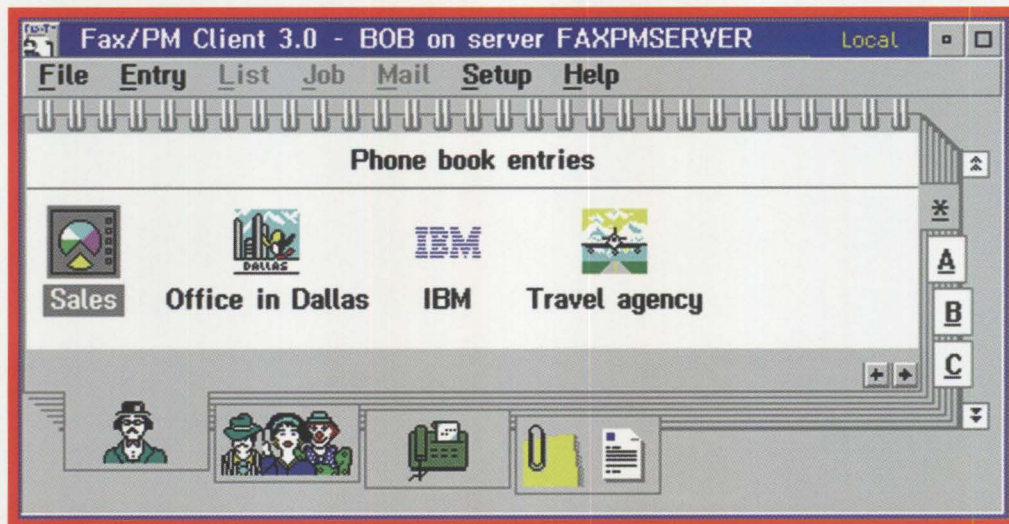 Fax/PM Client 3.0 - BOB on server FAXPMSERVER Local
File Entry List Job Mail Setup Help
Phone book entries
*
DALLAS
IBM
Sales Office in Dallas IBM Travel agency
A
B
C